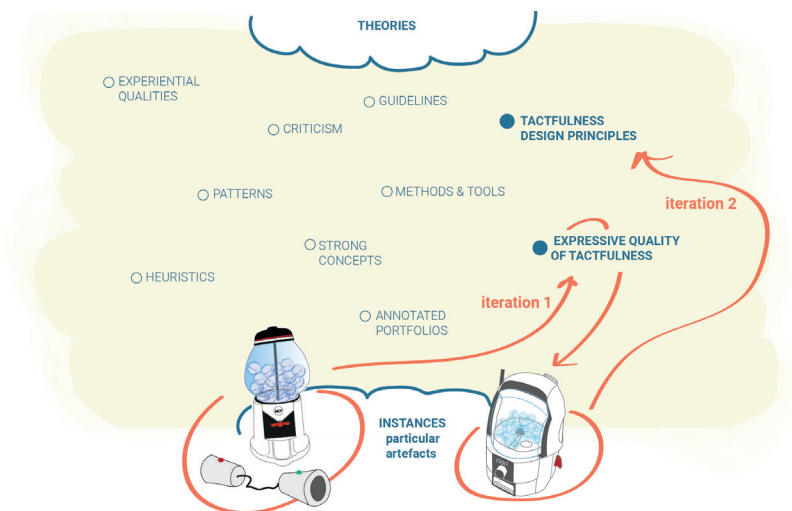 THEORIES
EXPERIENTIAL
QUALITIES
GUIDELINES
CRITICISM
TACTFULNESS
DESIGN PRINCIPLES
PATTERNS
METHODS & TOOLS
iteration 2
STRONG
CONCEPTS
EXPRESSIVE QUALITY
OF TACTFULNESS
HEURISTICS
iteration 1
ANNOTATED
PORTFOLIOS
INSTANCES
particular
artefacts